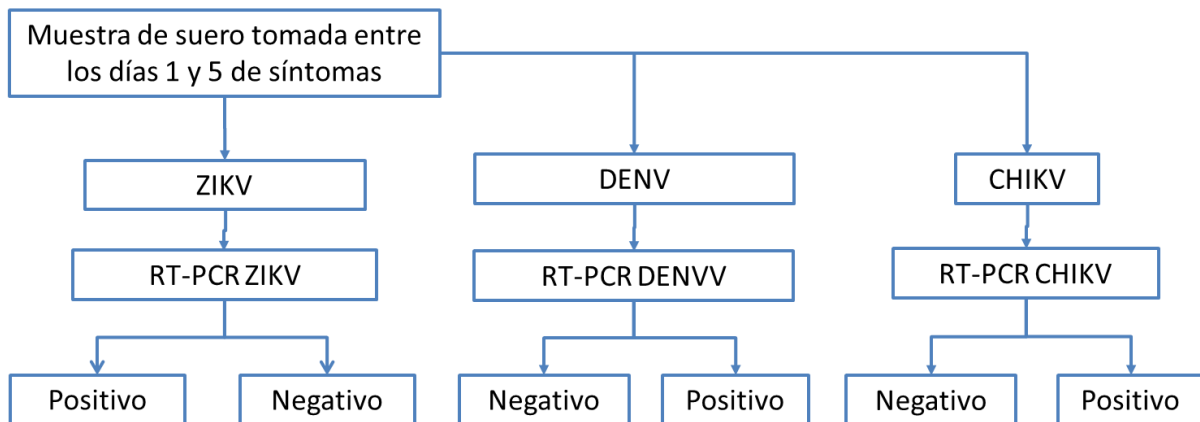 Muestra de suero tomada entre
los días 1 y 5 de síntomas
ZIKV
DENV
CHIKV
RT-PCR ZIKV
RT-PCR DENVV
RT-PCR CHIKV
Positivo
Negativo
Negativo
Positivo
Negativo
Positivo